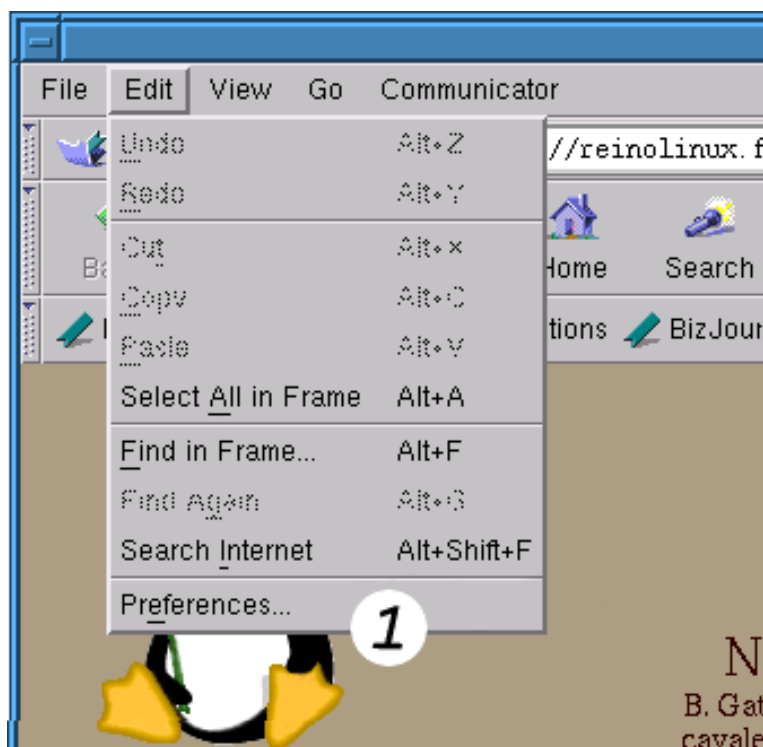 File Edit View Go Communicator
Undo Alt+Z
//reinolinux.f
Redo Alt+Y
Cut Alt+X
Home Search
Copy Alt+C
Paste Alt+V
tions BizJour
Select All in Frame Alt+A
Find in Frame... Alt+F
Find Again Alt+G
Search Internet Alt+Shift+F
Preferences...
1
N
B. Gat
cavale